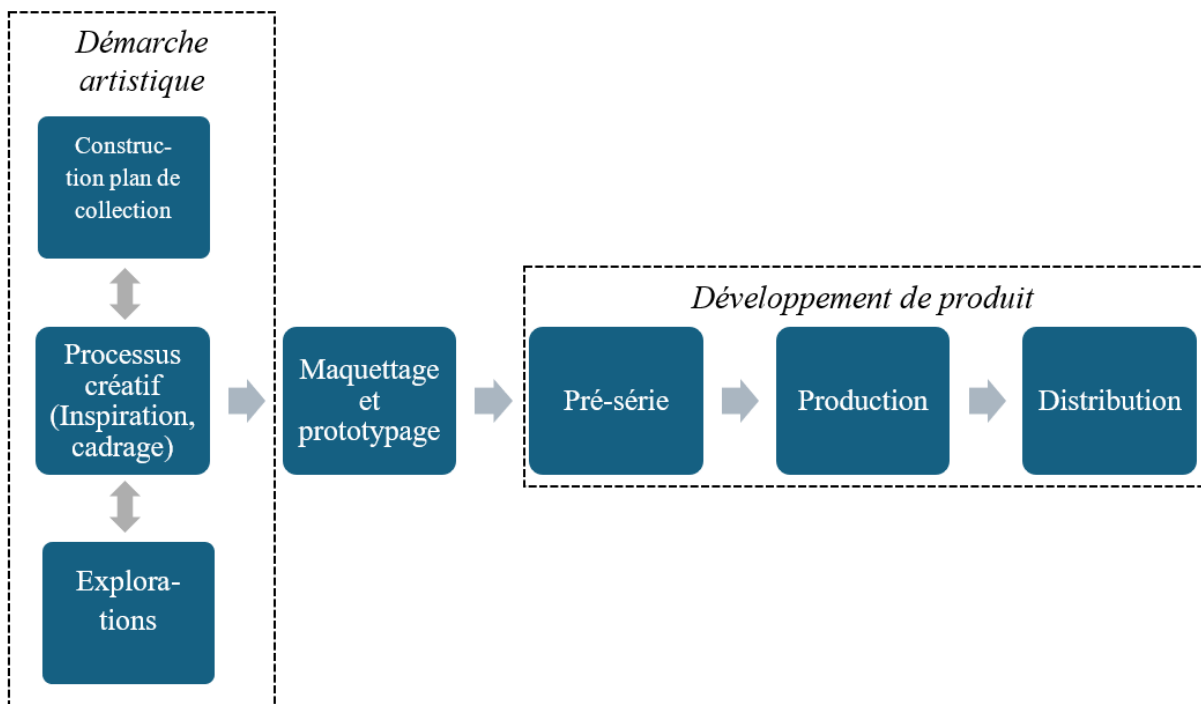 Démarche
artistique
Construc-
tion plan de
collection
Processus
créatif
(Inspiration,
cadrage)
Explora-
tions
Maquettage
et
prototypage
Développement de produit
Pré-série
Production
Distribution